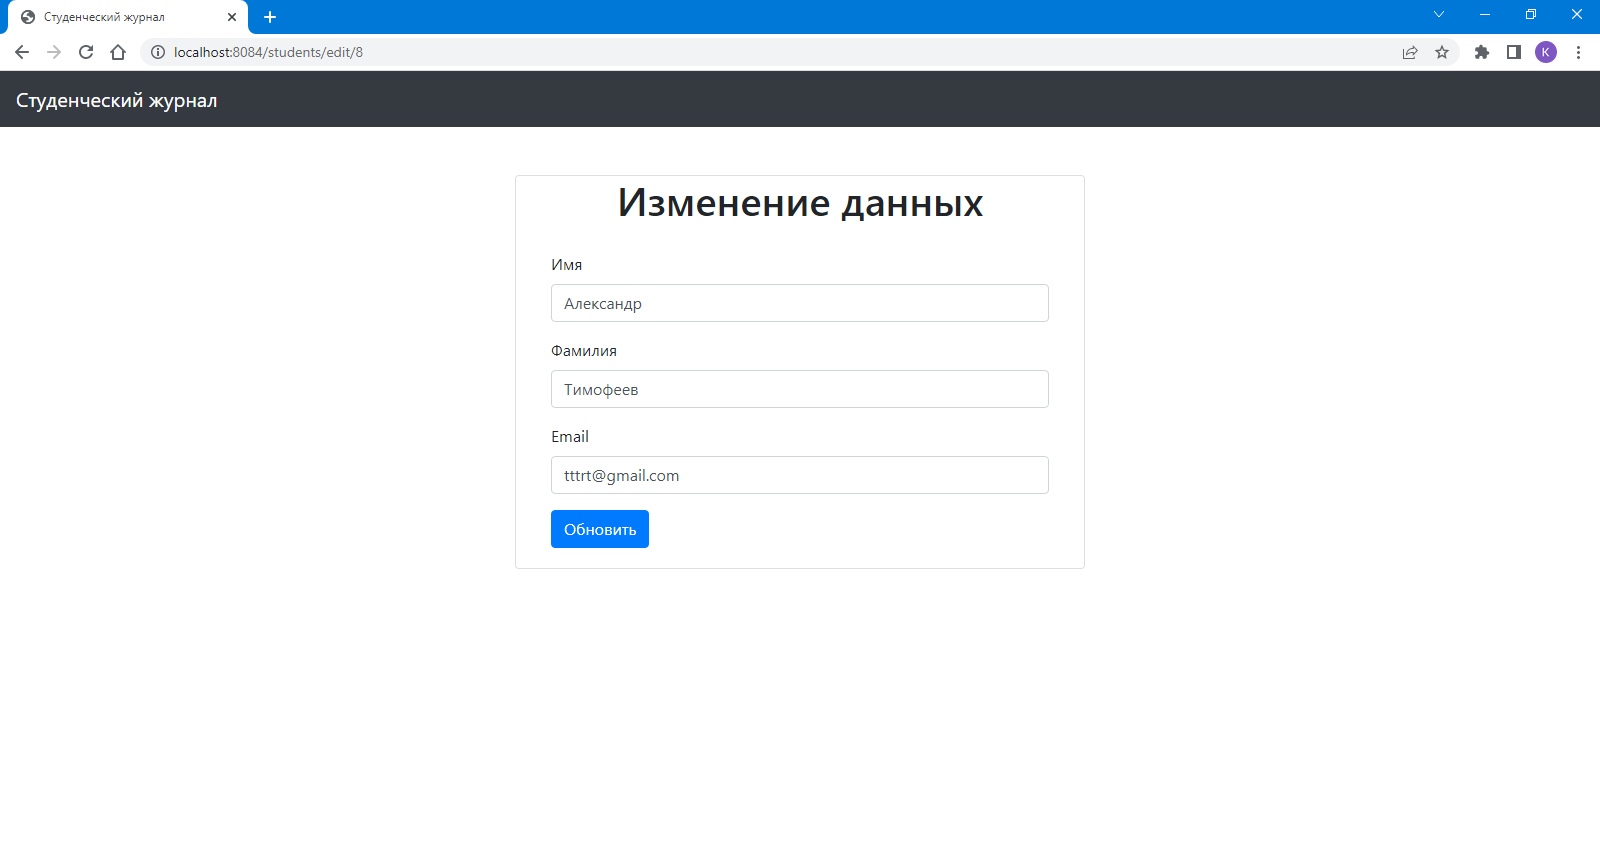 Студенческий журнал
localhost:8084/students/edit/8
K
Студенческий журнал
Изменение данных
Имя
Александр
Фамилия
Тимофеев
Email
tttrt@gmail.com
Обновить